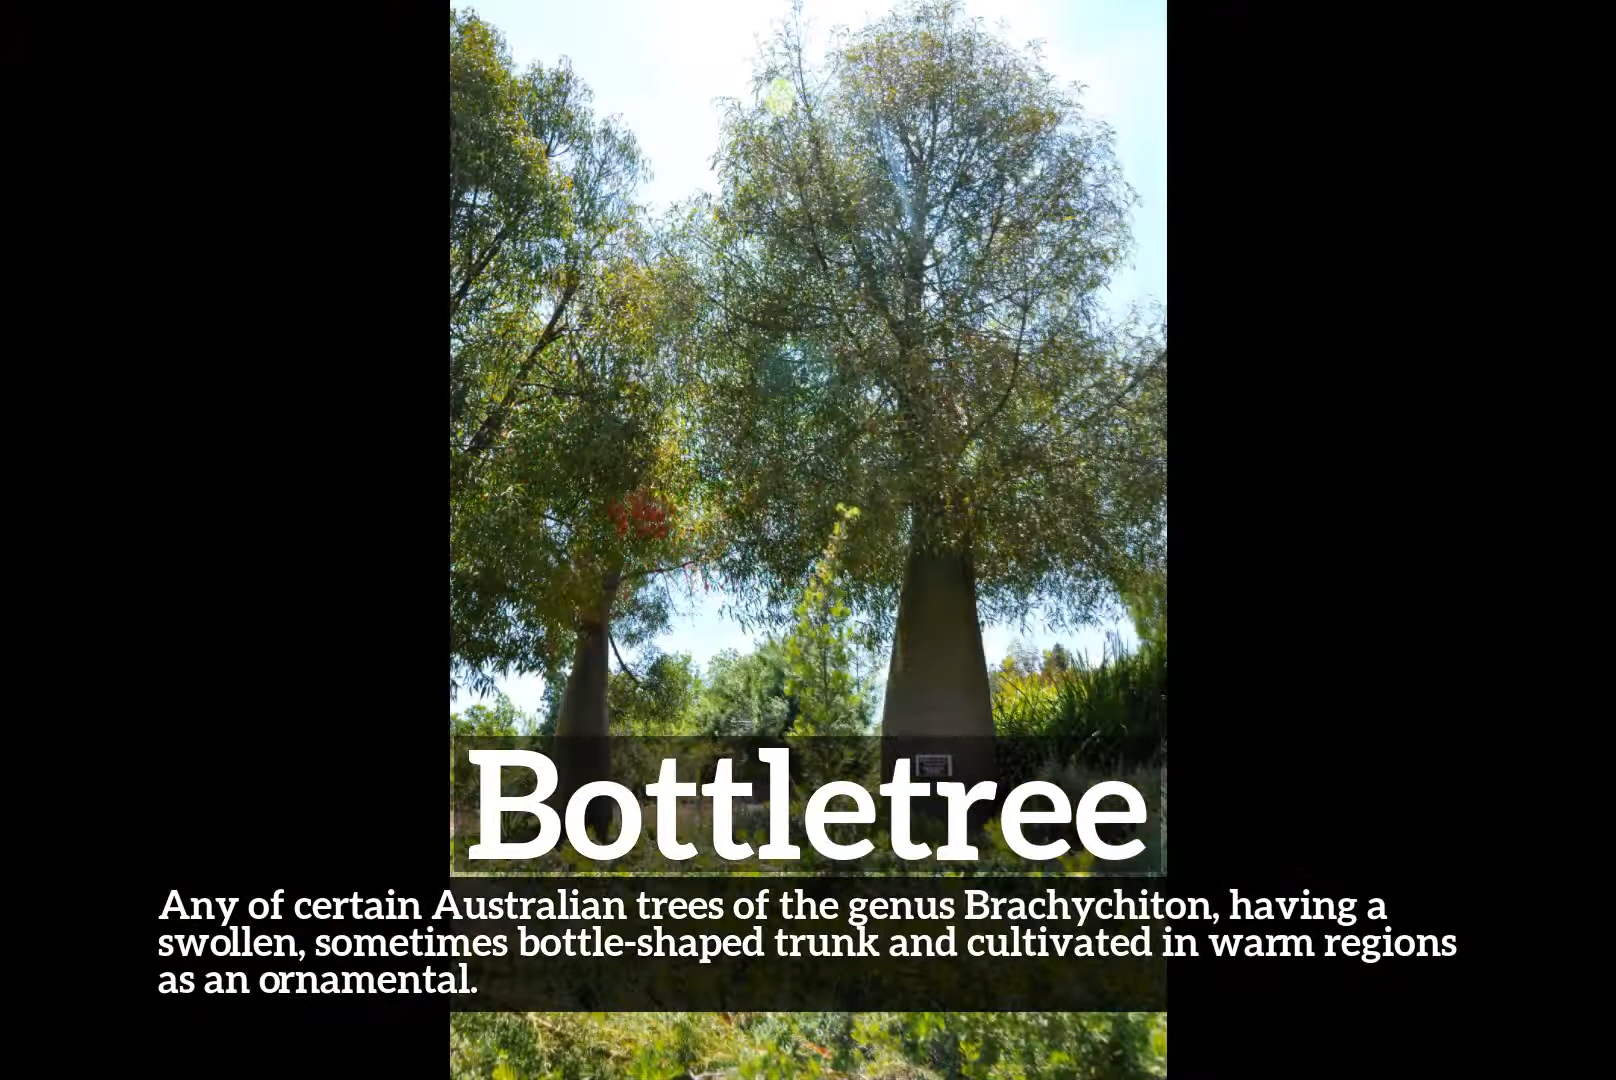 Bottletree
Any of certain Australian trees of the genus Brachychiton, having a
swollen, sometimes bottle-shaped trunk and cultivated in warm regions
as an ornamental.